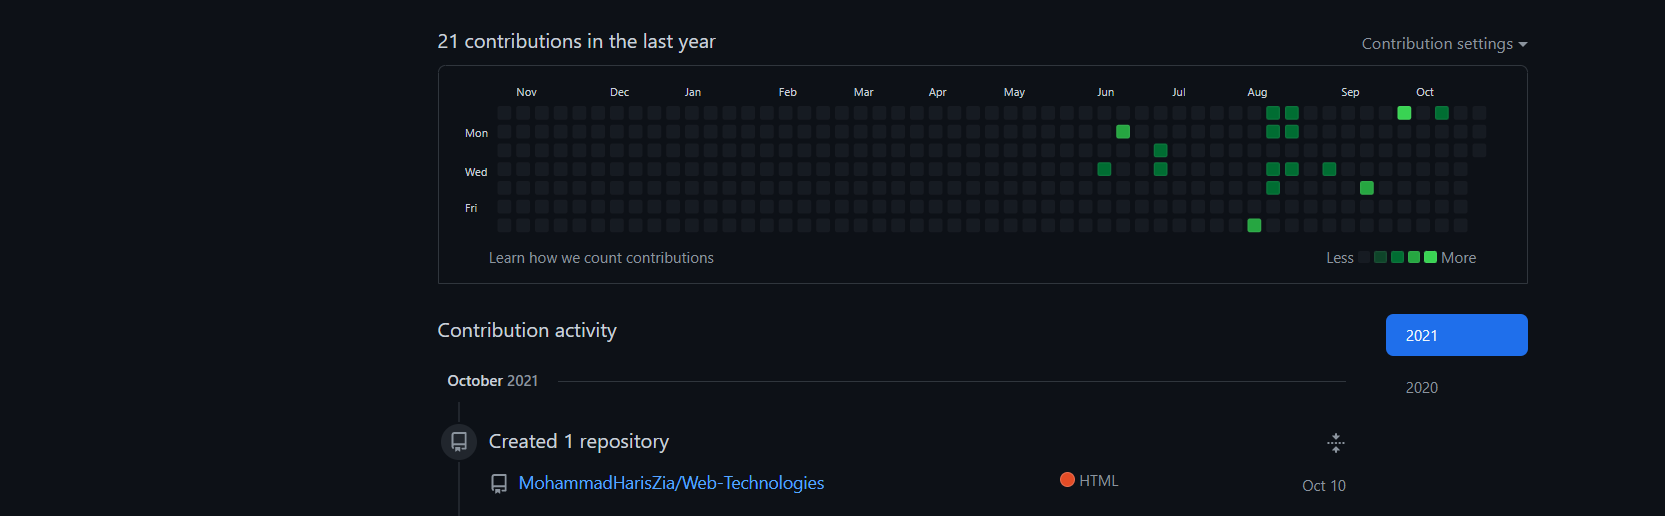 21 contributions in the last year
Contribution settings
Nov Dec Jan Feb Mar Apr May Jun Jul Aug Sep Oct
Mon
Wed
Fri
Learn how we count contributions
Less More
Contribution activity
2021
October 2021
2020
Created 1 repository
MohammadHarisZia/Web-Technologies HTML Oct 10